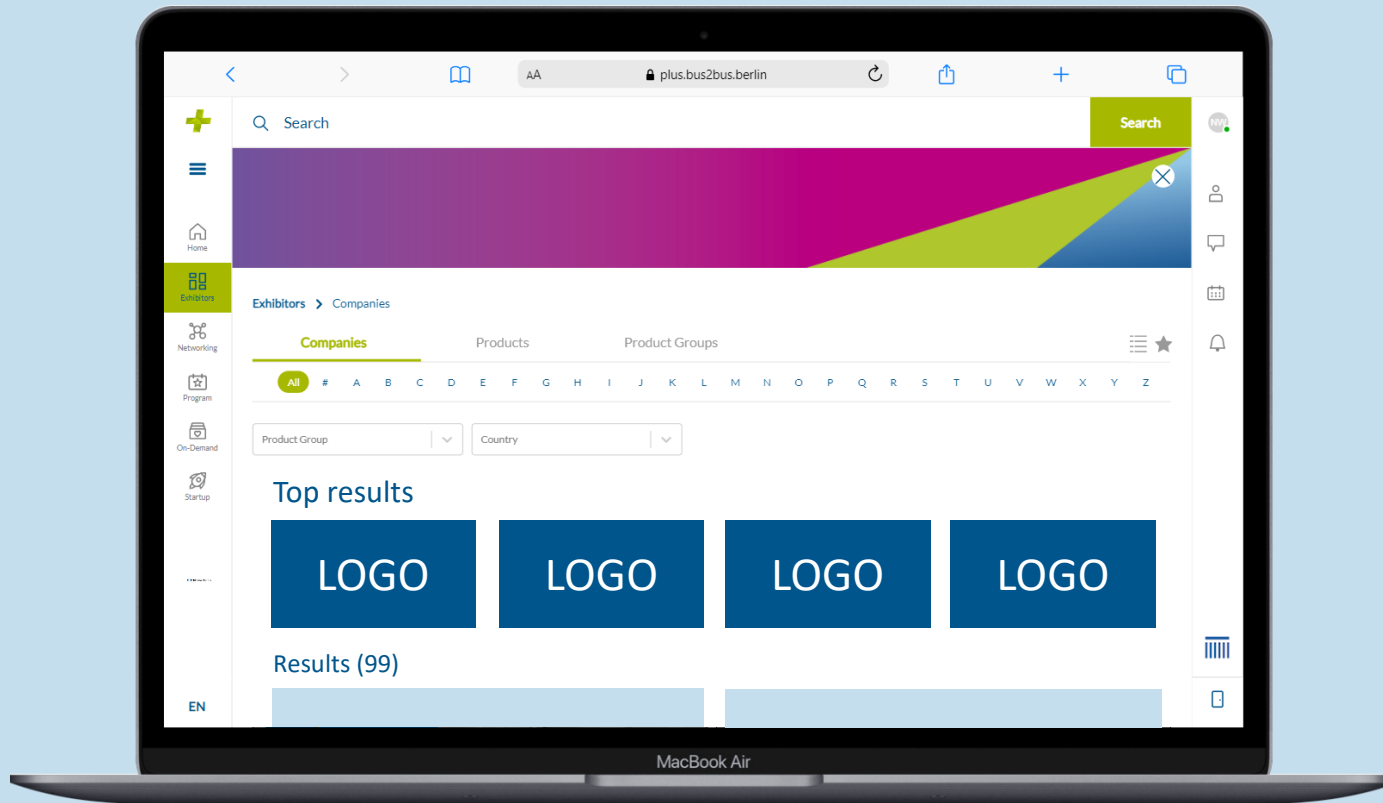 AA plus.bus2bus.berlin
Search Search NW
Home
Exhibitors
Exhibitors > Companies
Networking
Companies Products Product Groups
All # A B C D E F G H I J K L M N O P Q R S T U V W X Y Z
Program
Product Group Country
On-Demand
Startup
Top results
LOGO LOGO LOGO LOGO
Results (99)
EN
MacBook Air